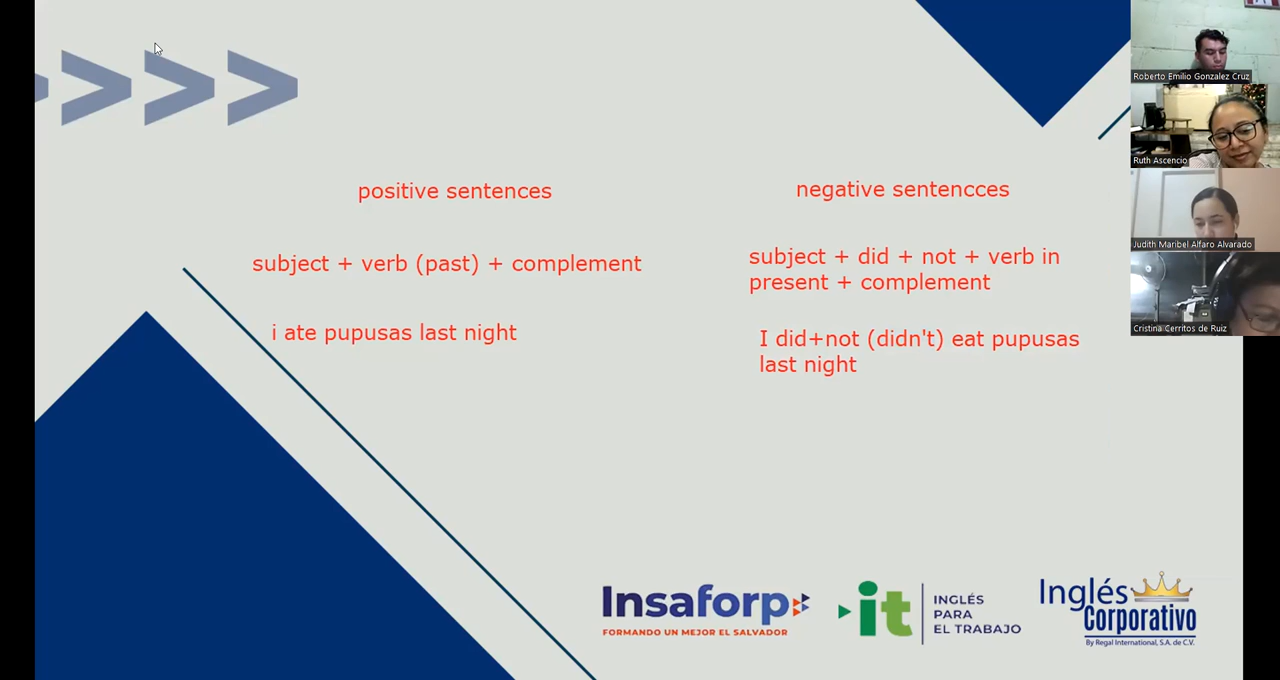 positive sentences
negative sentencces
subject + verb (past) + complement
subject + did + not + verb in
present + complement
i ate pupusas last night
I did+not (didn't) eat pupusas
last night
Roberto Emilio Gonzalez Cruz
Ruth Ascencio
Judith Maribel Alfaro Alvarado
Cristina Cerritos de Ruiz
Insaforp
FORMANDO UN MEJOR EL SALVADOR
it
INGLÉS
PARA
EL TRABAJO
Inglés
Corporativo
By Regal International, S.A. de C.V.